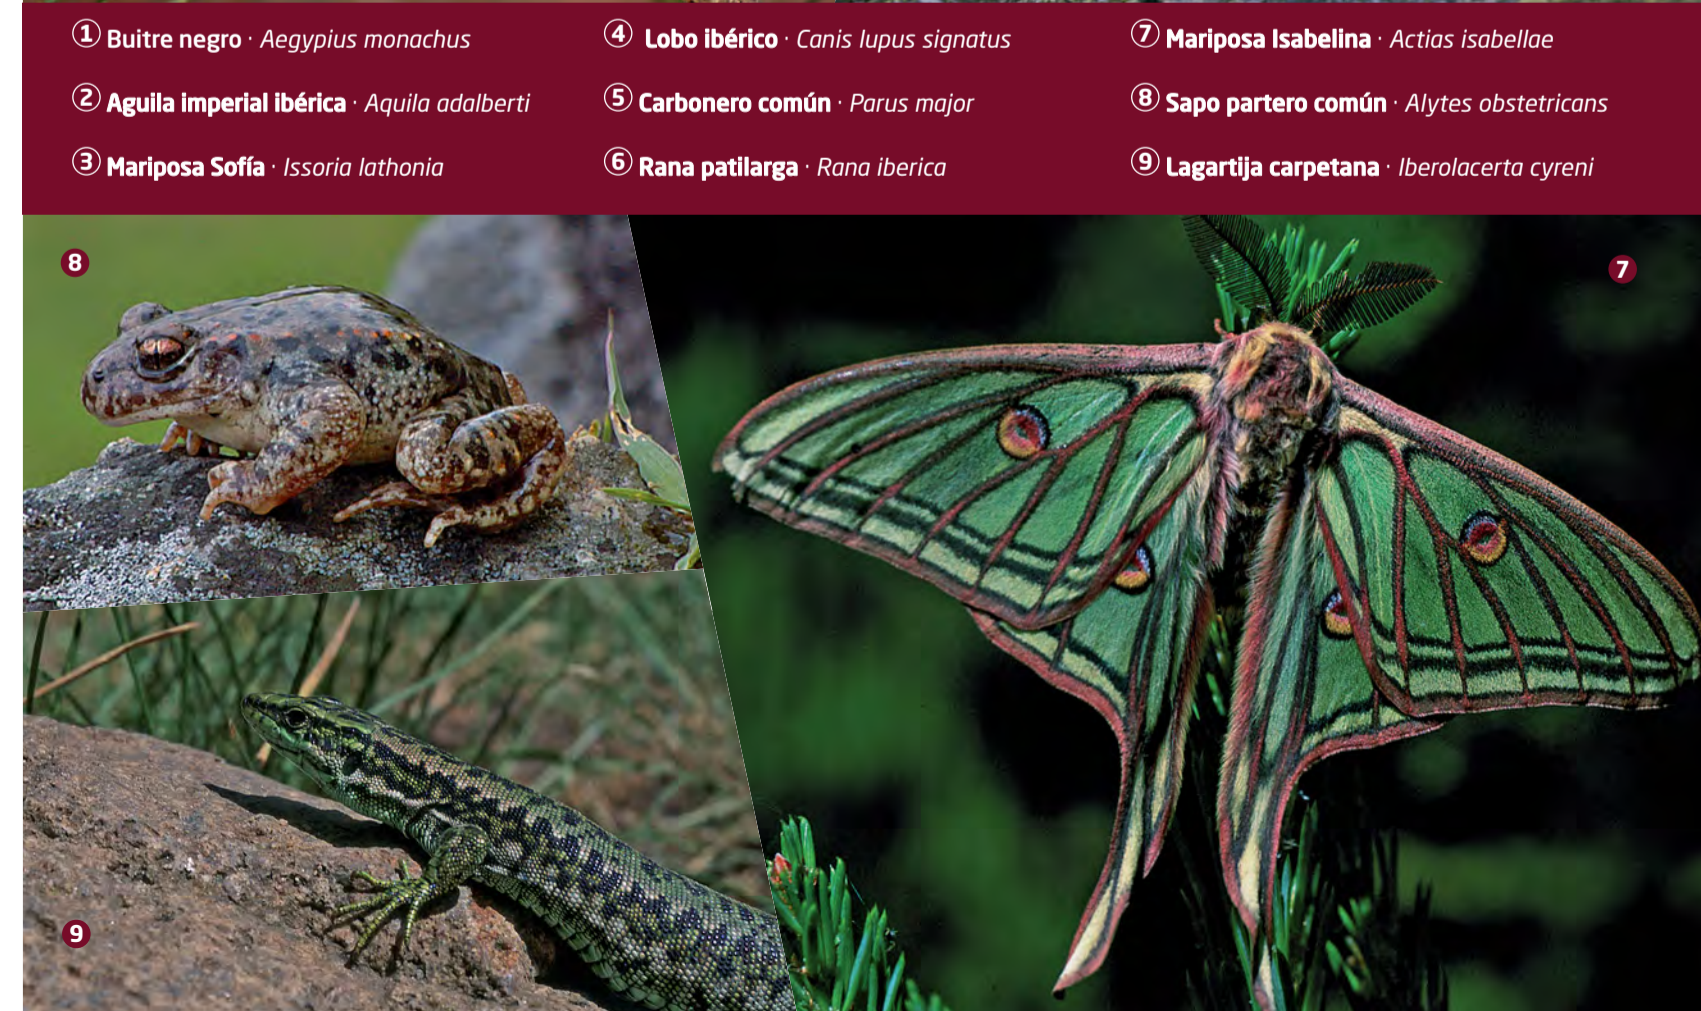 ① Buitre negro · Aegypius monachus
② Aguila imperial ibérica · Aquila adalberti
③ Mariposa Sofía · Issoria lathonia
④ Lobo ibérico · Canis lupus signatus
⑤ Carbonero común · Parus major
⑥ Rana patilarga · Rana iberica
⑦ Mariposa Isabelina · Actias isabellae
⑧ Sapo partero común · Alytes obstetricans
⑨ Lagartija carpetana · Iberolacerta cyreni
8
7
9